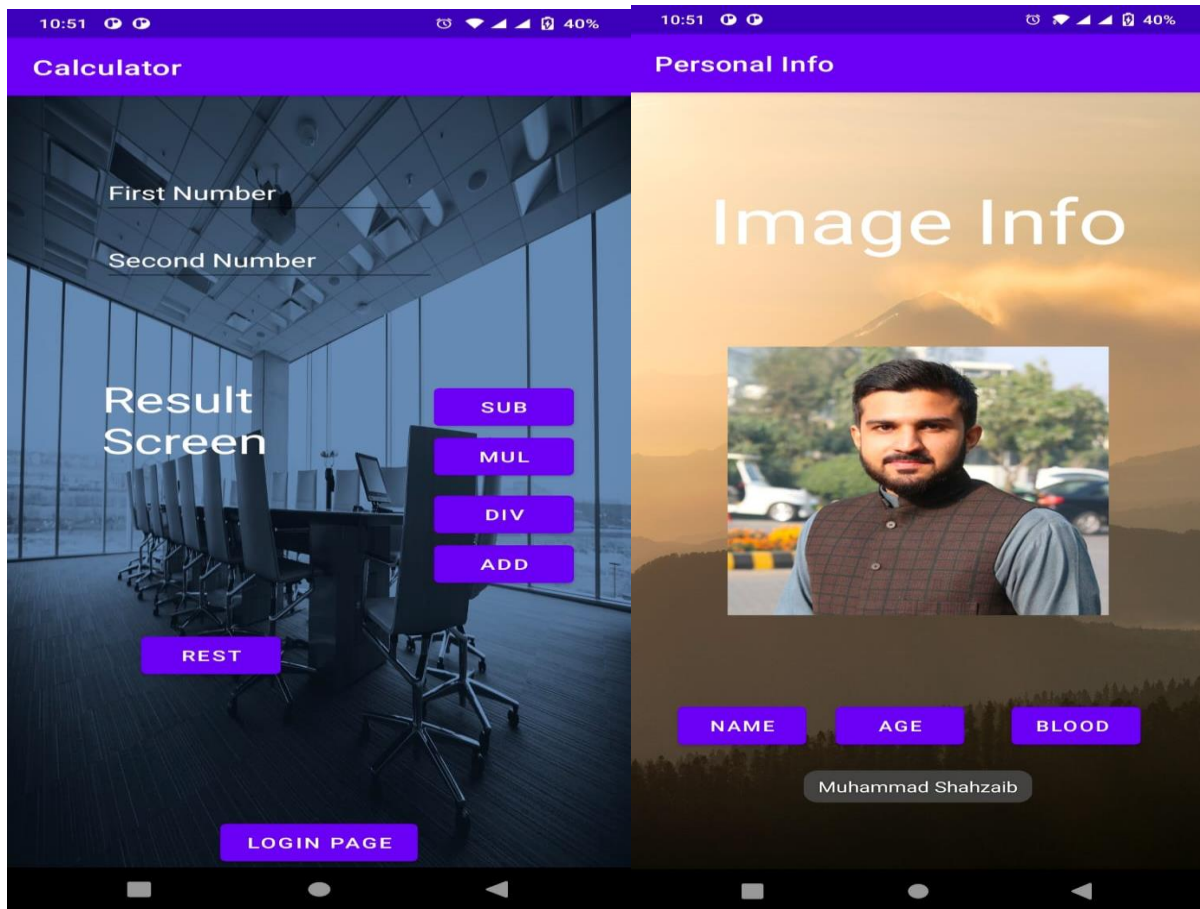 10:51
40%
Calculator
First Number
Second Number
Result
Screen
SUB
MUL
DIV
ADD
REST
LOGIN PAGE
10:51
40%
Personal Info
Image Info
NAME
AGE
BLOOD
Muhammad Shahzaib